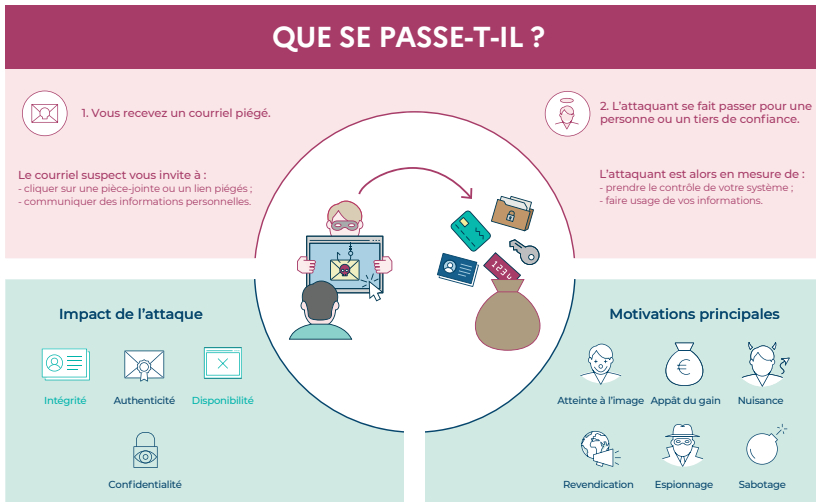 QUE SE PASSE-T-IL ?
1. Vous recevez un courriel piégé.
Le courriel suspect vous invite à :
- cliquer sur une pièce-jointe ou un lien piégés ;
- communiquer des informations personnelles.
2. L’attaquant se fait passer pour une
personne ou un tiers de confiance.
L’attaquant est alors en mesure de :
- prendre le contrôle de votre système ;
- faire usage de vos informations.
1234
Impact de l’attaque
Intégrité
Authenticité
Disponibilité
Confidentialité
Motivations principales
Atteinte à l’image
Appât du gain
Nuisance
Revendication
Espionnage
Sabotage